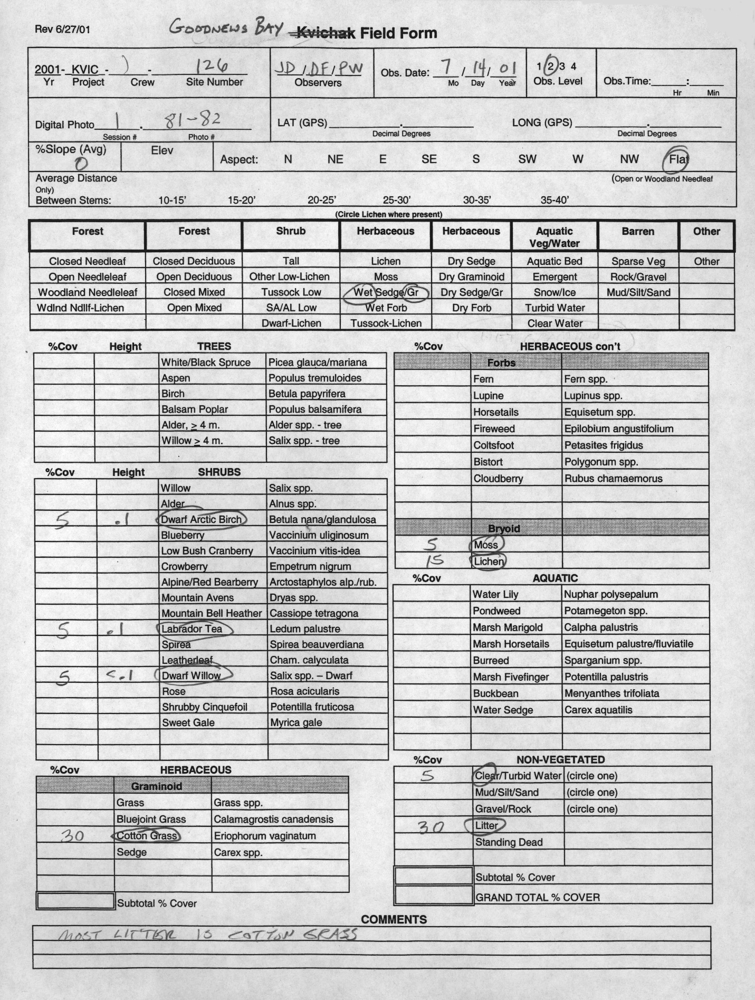 Rev 6/27/01 GOODNEWS BAY Kvichak Field Form
2001- KVIC - ) - 126 JD / DF / PW Obs. Date: 7 / 14 / 01 1 2 3 4 Obs.Time: :
Yr Project Crew Site Number Observers Mo Day Year Obs. Level Hr Min
Digital Photo 1 . 81-82 LAT (GPS) . LONG (GPS) .
Session # Photo # Decimal Degrees Decimal Degrees
%Slope (Avg) Elev Aspect: N NE E SE S SW W NW Flat
0
Average Distance (Open or Woodland Needleaf
Only)
Between Stems: 10-15' 15-20' 20-25' 25-30' 30-35' 35-40'
(Circle Lichen where present)
Forest Forest Shrub Herbaceous Herbaceous Aquatic Veg/Water Barren Other
Closed Needleaf Closed Deciduous Tall Lichen Dry Sedge Aquatic Bed Sparse Veg Other
Open Needleleaf Open Deciduous Other Low-Lichen Moss Dry Graminoid Emergent Rock/Gravel
Woodland Needleleaf Closed Mixed Tussock Low Wet Sedge/Gr Dry Sedge/Gr Snow/Ice Mud/Silt/Sand
Wdlnd Ndllf-Lichen Open Mixed SA/AL Low Wet Forb Dry Forb Turbid Water
Dwarf-Lichen Tussock-Lichen Clear Water
%Cov Height TREES
White/Black Spruce Picea glauca/mariana
Aspen Populus tremuloides
Birch Betula papyrifera
Balsam Poplar Populus balsamifera
Alder, ≥ 4 m. Alder spp. - tree
Willow ≥ 4 m. Salix spp. - tree
%Cov Height SHRUBS
Willow Salix spp.
Alder Alnus spp.
5 .1 Dwarf Arctic Birch Betula nana/glandulosa
Blueberry Vaccinium uliginosum
Low Bush Cranberry Vaccinium vitis-idea
Crowberry Empetrum nigrum
Alpine/Red Bearberry Arctostaphylos alp./rub.
Mountain Avens Dryas spp.
Mountain Bell Heather Cassiope tetragona
5 .1 Labrador Tea Ledum palustre
Spirea Spirea beauverdiana
Leatherleaf Cham. calyculata
5 <.1 Dwarf Willow Salix spp. – Dwarf
Rose Rosa acicularis
Shrubby Cinquefoil Potentilla fruticosa
Sweet Gale Myrica gale
%Cov HERBACEOUS
Graminoid
Grass Grass spp.
Bluejoint Grass Calamagrostis canadensis
30 Cotton Grass Eriophorum vaginatum
Sedge Carex spp.
Subtotal % Cover
%Cov HERBACEOUS con't
Forbs
Fern Fern spp.
Lupine Lupinus spp.
Horsetails Equisetum spp.
Fireweed Epilobium angustifolium
Coltsfoot Petasites frigidus
Bistort Polygonum spp.
Cloudberry Rubus chamaemorus
Bryoid
5 Moss
15 Lichen
%Cov AQUATIC
Water Lily Nuphar polysepalum
Pondweed Potamegeton spp.
Marsh Marigold Calpha palustris
Marsh Horsetails Equisetum palustre/fluviatile
Burreed Sparganium spp.
Marsh Fivefinger Potentilla palustris
Buckbean Menyanthes trifoliata
Water Sedge Carex aquatilis
%Cov NON-VEGETATED
5 Clear/Turbid Water (circle one)
Mud/Silt/Sand (circle one)
Gravel/Rock (circle one)
30 Litter
Standing Dead
Subtotal % Cover
GRAND TOTAL % COVER
COMMENTS
MOST LITTER IS COTTON GRASS